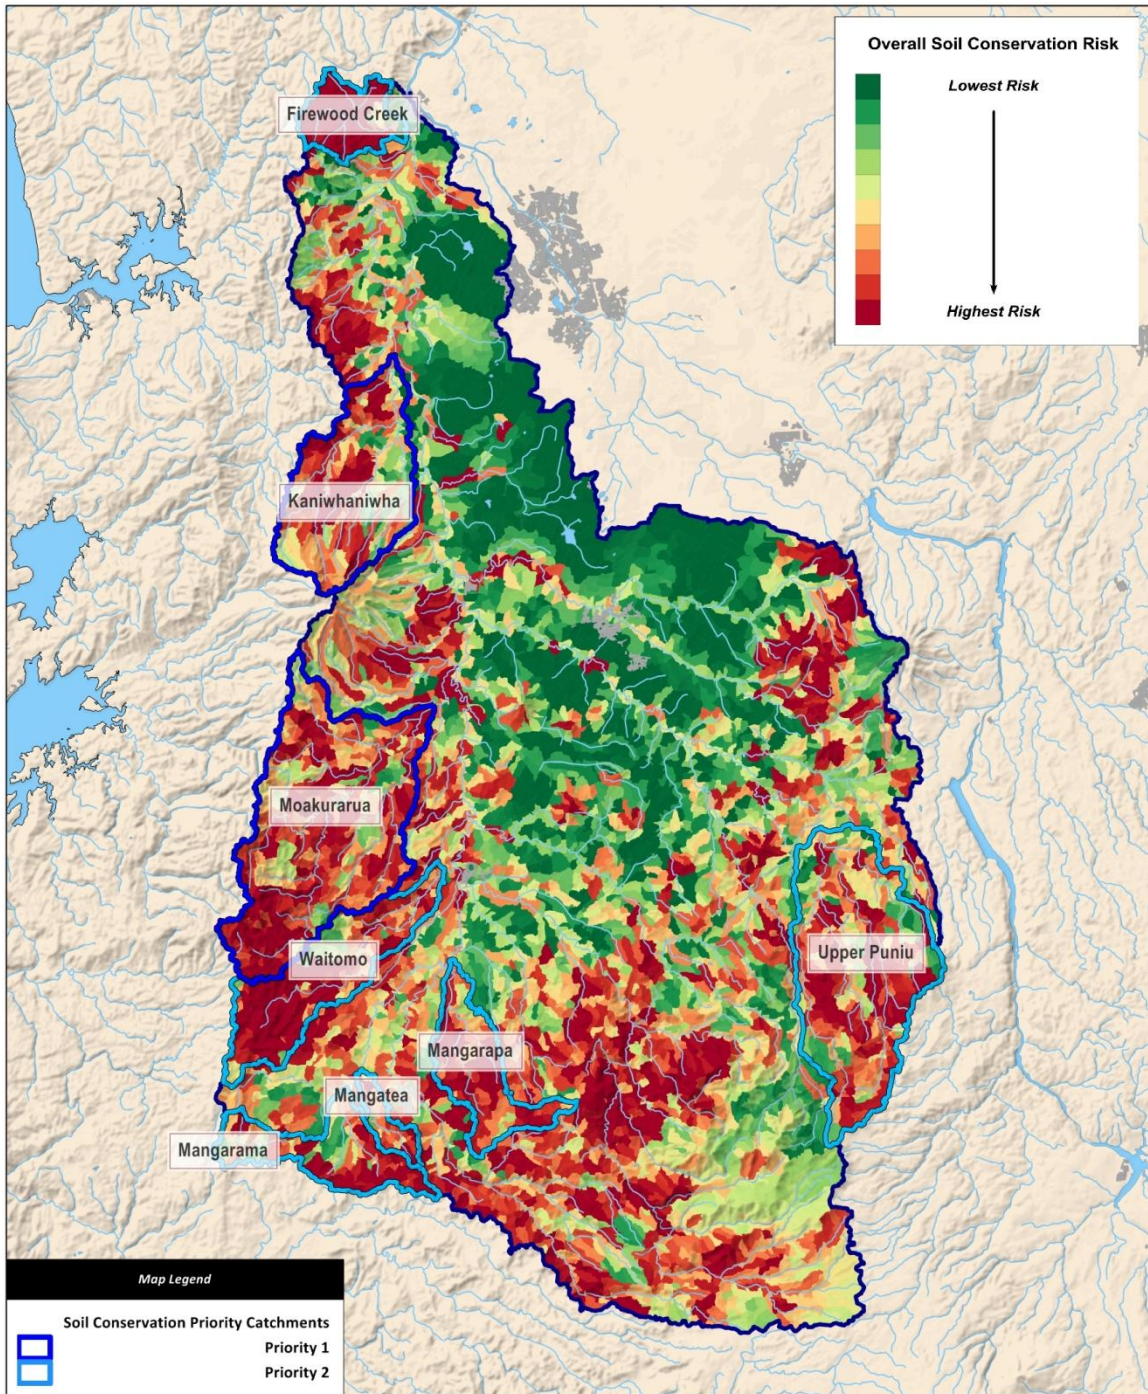 Overall Soil Conservation Risk
Lowest Risk
Highest Risk
Firewood Creek
Kaniwhaniwha
Moakurarua
Waitomo
Upper Puniu
Mangarapa
Mangatea
Mangarama
Map Legend
Soil Conservation Priority Catchments
Priority 1
Priority 2